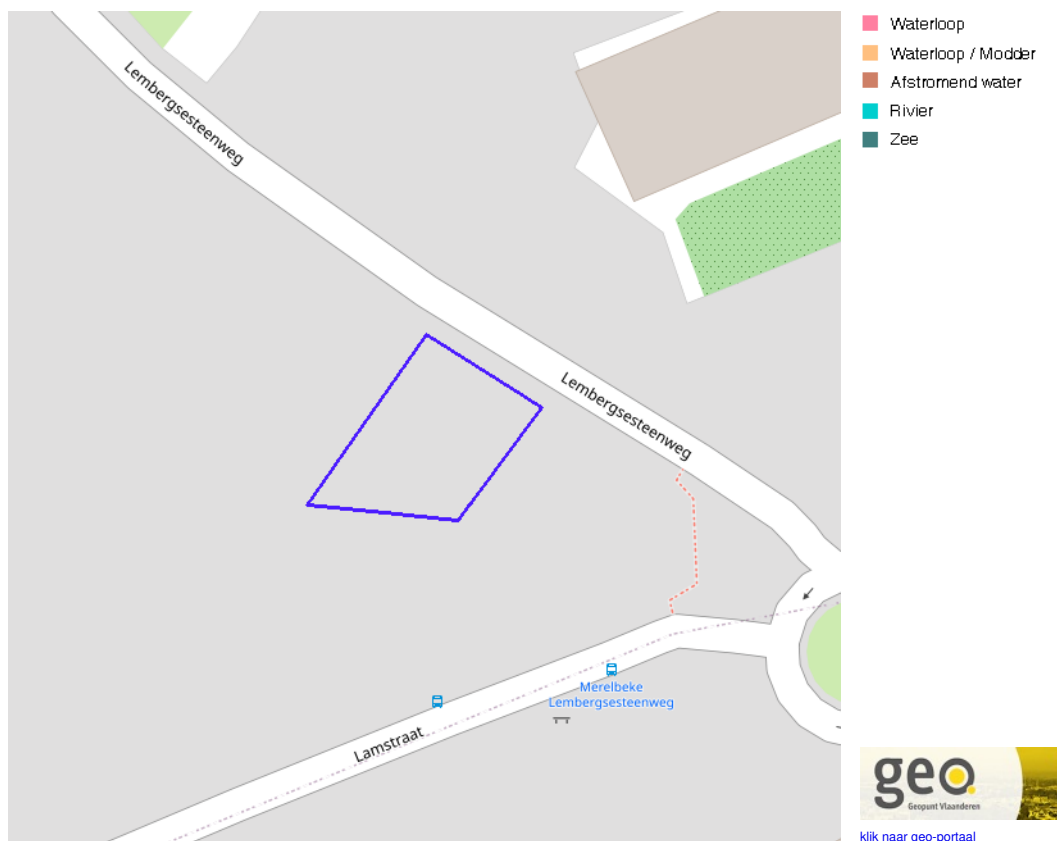 Lembergsesteenweg
Lembergsesteenweg
Merelbeke
Lembergsesteenweg
Lamstraat
Waterloop
Waterloop / Modder
Afstromend water
Rivier
Zee
geo
Geopunt Vlaanderen
klik naar geo-portaal